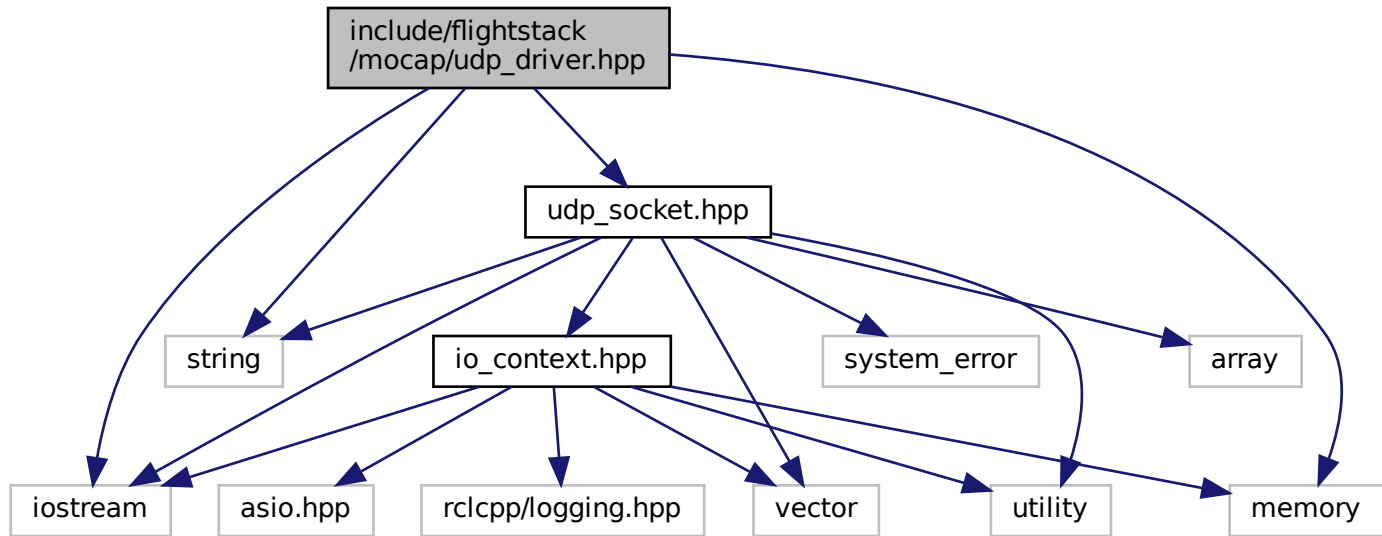 include/flightstack
/mocap/udp_driver.hpp
udp_socket.hpp
string
io_context.hpp
system_error
array
iostream
asio.hpp
rclcpp/logging.hpp
vector
utility
memory